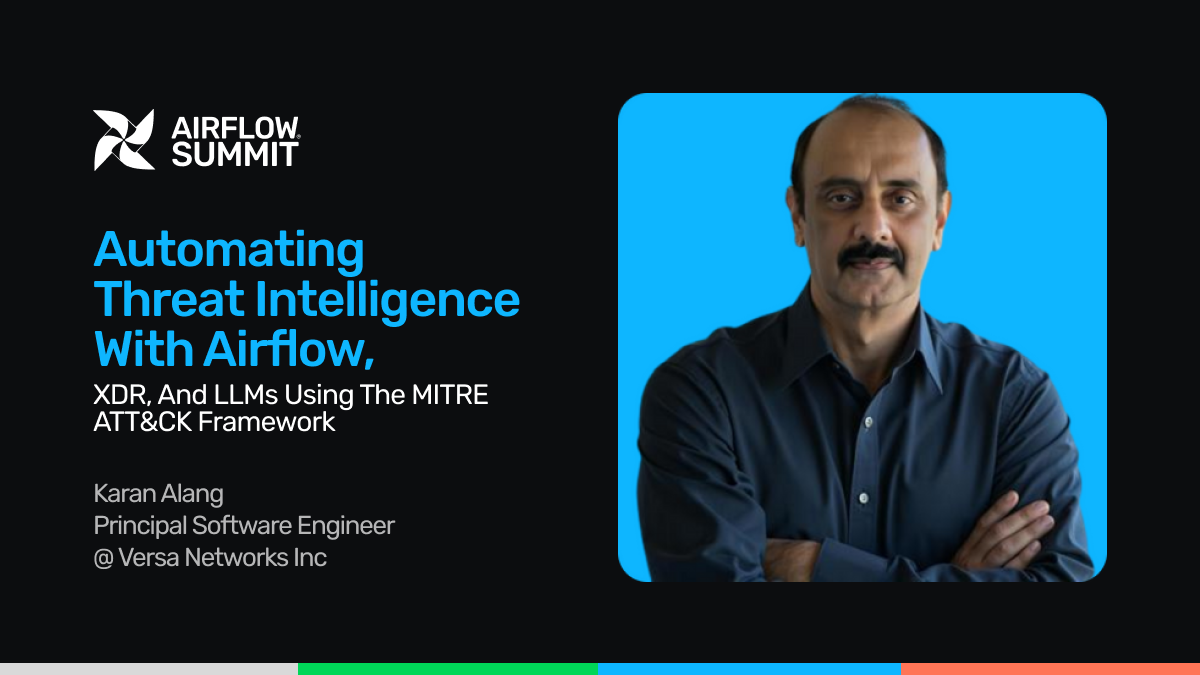 AIRFLOW
SUMMIT
Automating
Threat Intelligence
With Airflow,
XDR, And LLMs Using The MITRE
ATT&CK Framework
Karan Alang
Principal Software Engineer
@ Versa Networks Inc